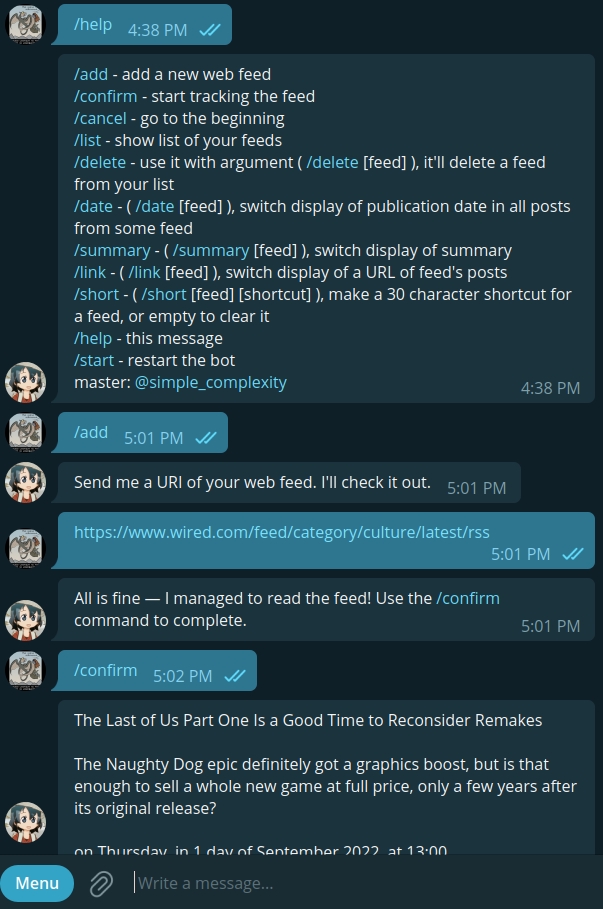 /help 4:38 PM
/add - add a new web feed
/confirm - start tracking the feed
/cancel - go to the beginning
/list - show list of your feeds
/delete - use it with argument ( /delete [feed] ), it'll delete a feed
from your list
/date - ( /date [feed] ), switch display of publication date in all posts
from some feed
/summary - ( /summary [feed] ), switch display of summary
/link - ( /link [feed] ), switch display of a URL of feed's posts
/short - ( /short [feed] [shortcut] ), make a 30 character shortcut for
a feed, or empty to clear it
/help - this message
/start - restart the bot
master: @simple_complexity
4:38 PM
/add 5:01 PM
Send me a URI of your web feed. I'll check it out. 5:01 PM
https://www.wired.com/feed/category/culture/latest/rss
5:01 PM
All is fine — I managed to read the feed! Use the /confirm
command to complete.
5:01 PM
/confirm 5:02 PM
The Last of Us Part One Is a Good Time to Reconsider Remakes
The Naughty Dog epic definitely got a graphics boost, but is that
enough to sell a whole new game at full price, only a few years after
its original release?
on Thursday, in 1 day of September 2022, at 13:00
Menu
Write a message...